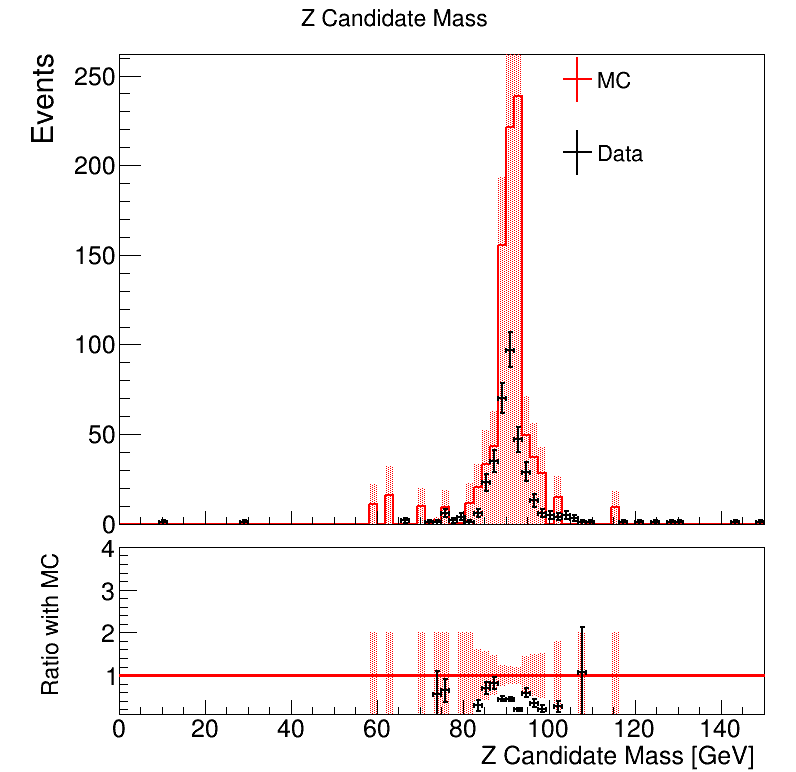 Z Candidate Mass
Events
250
200
150
100
50
0
MC
Data
Ratio with MC
4
3
2
1
0 20 40 60 80 100 120 140
Z Candidate Mass [GeV]